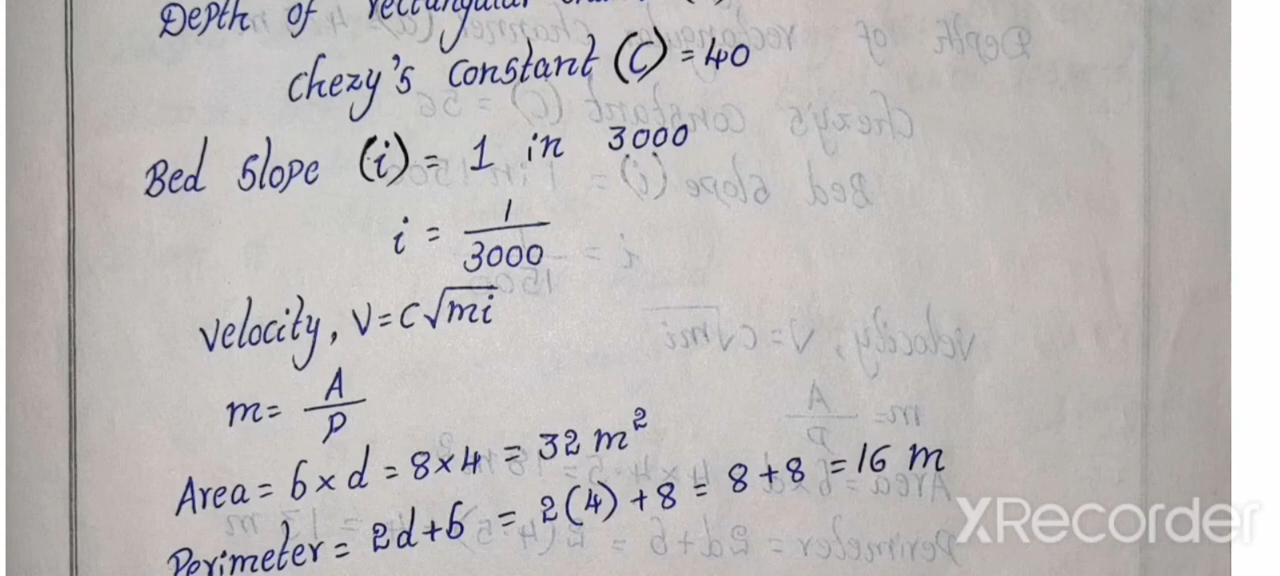 Depth of rectangular
Chezy's Constant (C) = 40
Bed Slope (i) = 1 in 3000
i = 1/3000
Velocity, V = C√mi
m = A/P
Area = b × d = 8 × 4 = 32 m²
Perimeter = 2d + b = 2(4) + 8 = 8 + 8 = 16 m
XRecorder